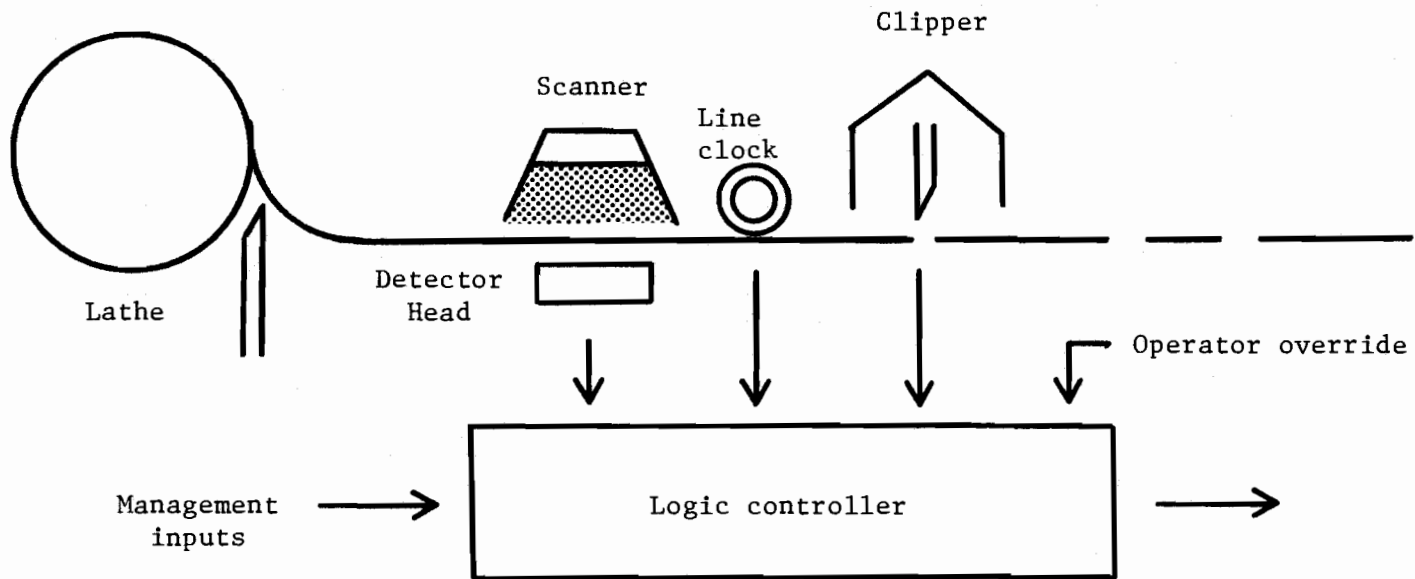 Clipper
Scanner
Line
clock
Detector
Head
Lathe
Operator override
Management
inputs
Logic controller